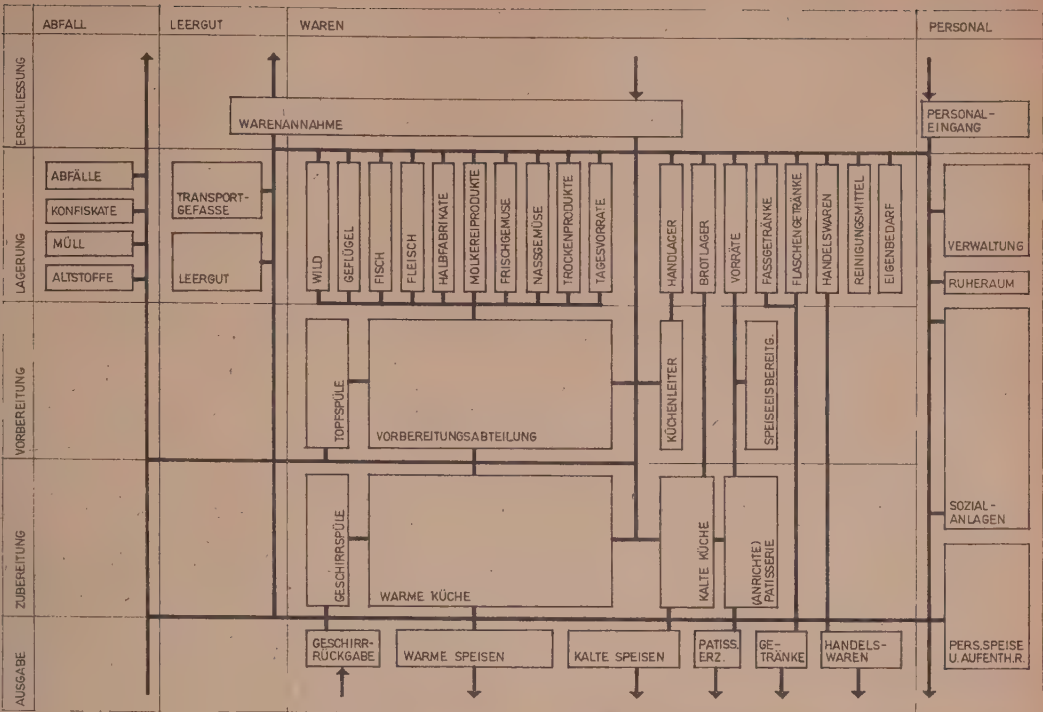 ABFALL
LEERGUT
WAREN
PERSONAL
ERSCHLIESSUNG
WARENANNAHME
PERSONAL-
EINGANG
LAGERUNG
ABFÄLLE
KONFISKATE
MÜLL
ALTSTOFFE
TRANSPORT-
GEFÄSSE
LEERGUT
WILD
GEFLÜGEL
FISCH
FLEISCH
HALBFABRIKATE
MOLKEREIPRODUKTE
FRISCHGEMÜSE
NASSGEMÜSE
TROCKENPRODUKTE
TAGESVORRÄTE
HANDLAGER
BROTLAGER
VORRÄTE
FASSGETRÄNKE
FLASCHENGETRÄNKE
HANDELSWAREN
REINIGUNGSMITTEL
EIGENBEDARF
VERWALTUNG
RUHERAUM
VORBEREITUNG
TOPFSPÜLE
VORBEREITUNGSABTEILUNG
KÜCHENLEITER
SPEISEEISBEREITG.
SOZIAL-
ANLAGEN
ZUBEREITUNG
GESCHIRRSPÜLE
WARME KÜCHE
KALTE KÜCHE
(ANRICHTE)
PATISSERIE
AUSGABE
GESCHIRR-
RÜCKGABE
WARME SPEISEN
KALTE SPEISEN
PATISS.
ERZ.
GE-
TRÄNKE
HANDELS-
WAREN
PERS.SPEISE
U. AUFENTH.R.